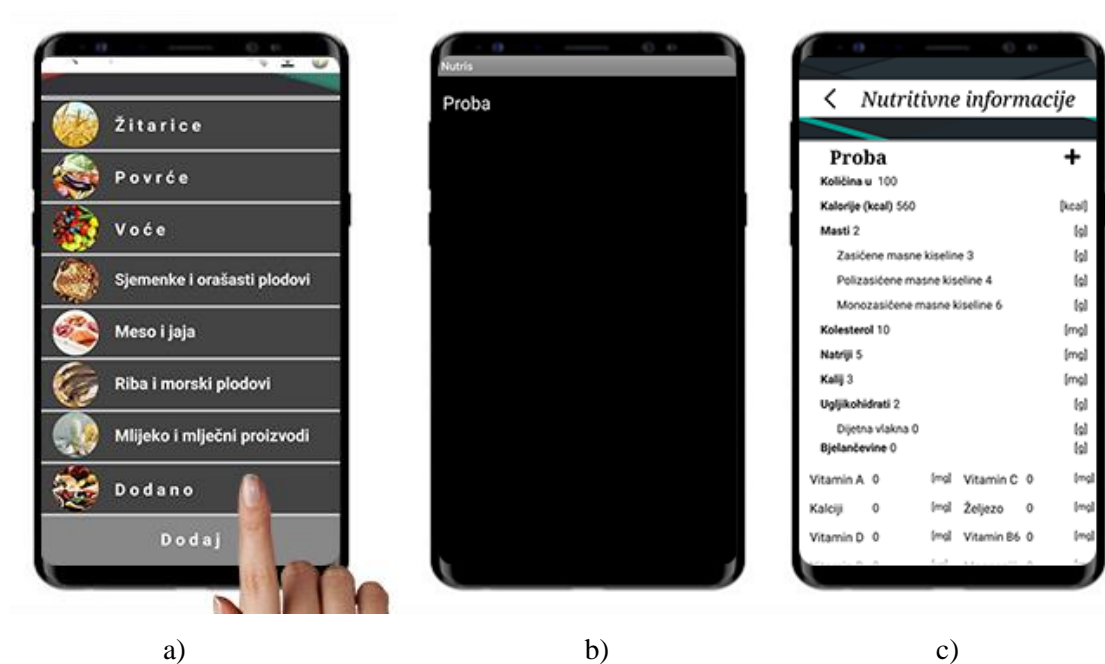 Žitarice
Povrće
Voće
Sjemenke i orašasti plodovi
Meso i jaja
Riba i morski plodovi
Mlijeko i mlječni proizvodi
Dodano
Dodaj
a)
Nutris
Proba
b)
Nutritivne informacije
Proba
Količina u 100
Kalorije (kcal) 560 [kcal]
Masti 2 [g]
Zasićene masne kiseline 3 [g]
Polizasićene masne kiseline 4 [g]
Monozasićene masne kiseline 6 [g]
Kolesterol 10 [mg]
Natriji 5 [mg]
Kalij 3 [mg]
Ugljikohidrati 2 [g]
Dijetna vlakna 0 [g]
Bjelančevine 0 [g]
Vitamin A 0 [mg] Vitamin C 0 [mg]
Kalciji 0 [mg] Željezo 0 [mg]
Vitamin D 0 [mg] Vitamin B6 0 [mg]
c)